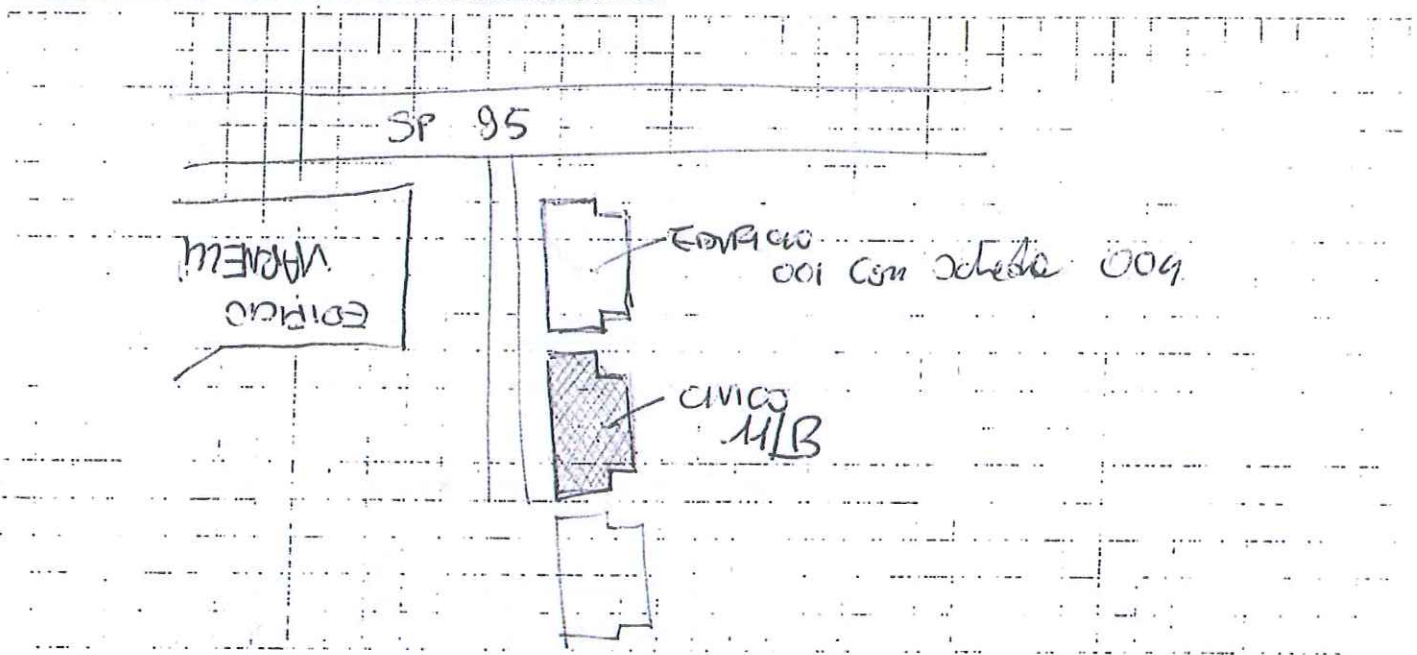 SP 95
EDIFICIO
VARNELLI
EDIFICIO
001 con scheda 004
CIVICO
11/B